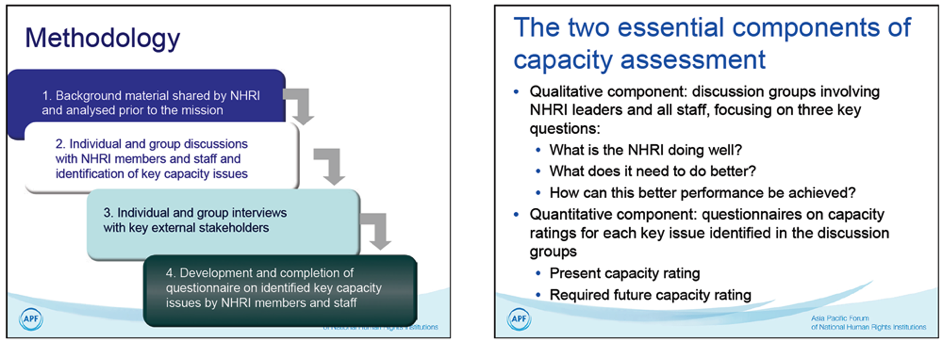 Methodology
1. Background material shared by NHRI
and analysed prior to the mission
2. Individual and group discussions
with NHRI members and staff and
identification of key capacity issues
3. Individual and group interviews
with key external stakeholders
4. Development and completion of
questionnaire on identified key capacity
issues by NHRI members and staff
APF
of National Human Rights Institutions
The two essential components of
capacity assessment
• Qualitative component: discussion groups involving
NHRI leaders and all staff, focusing on three key
questions:
• What is the NHRI doing well?
• What does it need to do better?
• How can this better performance be achieved?
• Quantitative component: questionnaires on capacity
ratings for each key issue identified in the discussion
groups
• Present capacity rating
• Required future capacity rating
APF
Asia Pacific Forum
of National Human Rights Institutions